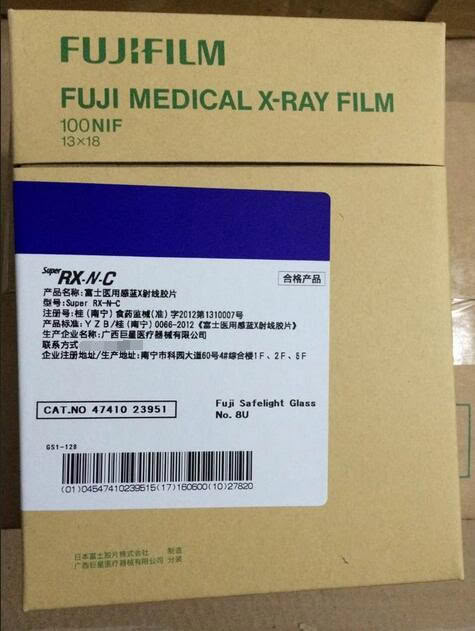 FUJIFILM
FUJI MEDICAL X-RAY FILM
100NIF
13×18
Super RX-N-C
合格产品
产品名称：富士医用感蓝X射线胶片
型号：Super RX-N-C
注册号：桂（南宁）食药监械（准）字2012第1310007号
产品标准：YZB/桂（南宁）0066-2012《富士医用感蓝X射线胶片》
生产企业名称：广西巨星医疗器械有限公司
联系方式
企业注册地址/生产地址：南宁市科园大道60号4#综合楼1F、2F、5F
CAT.NO 47410 23951
Fuji Safelight Glass
No. 8U
GS1-128
(01)04547410239515(17)160600(10)27820
日本富士胶片株式会社 制造
广西巨星医疗器械有限公司 分装